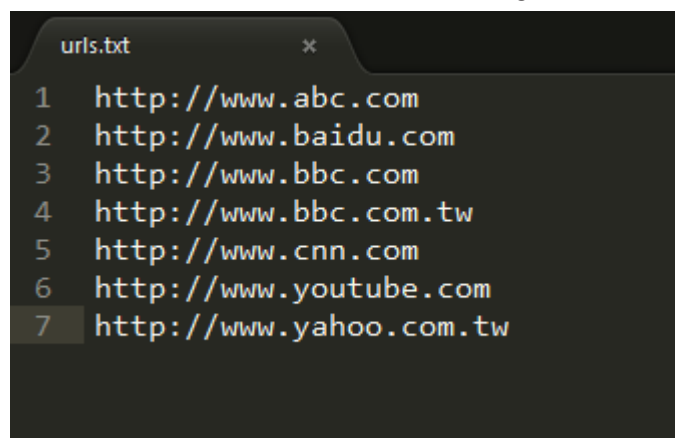 urls.txt ×
1 http://www.abc.com
2 http://www.baidu.com
3 http://www.bbc.com
4 http://www.bbc.com.tw
5 http://www.cnn.com
6 http://www.youtube.com
7 http://www.yahoo.com.tw